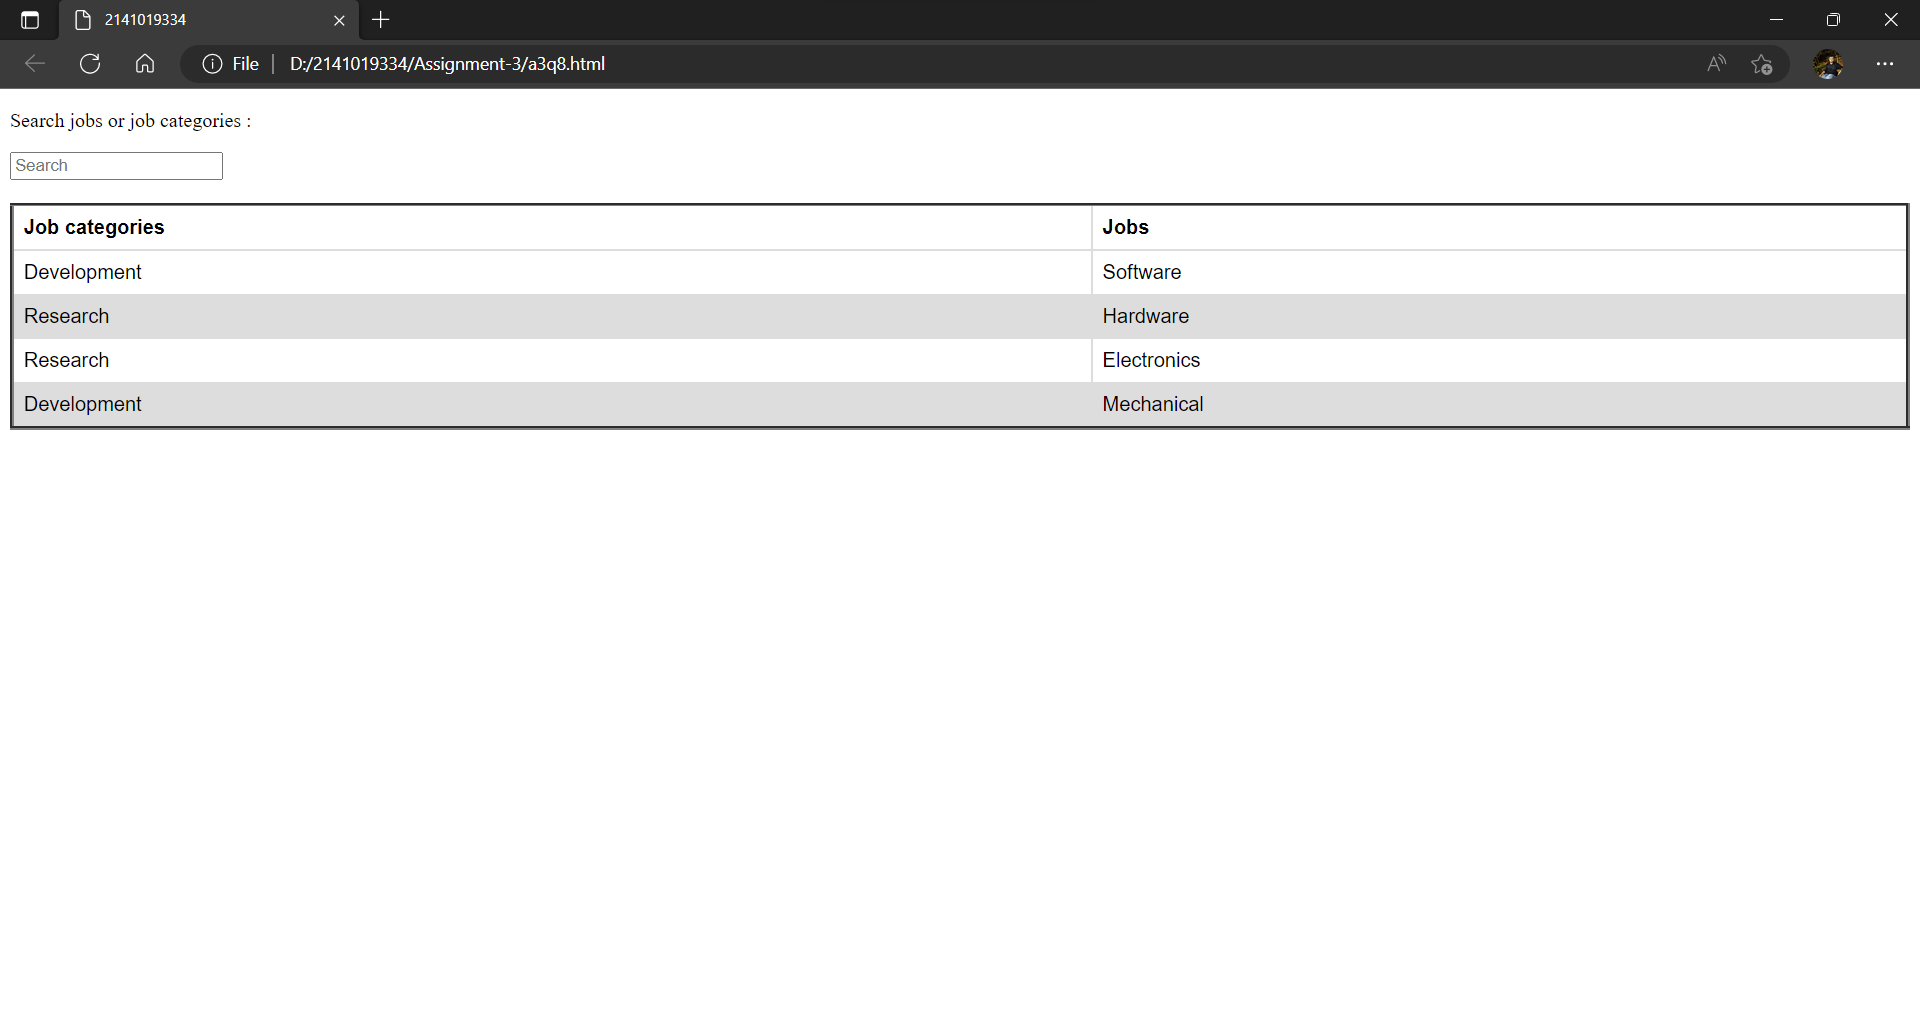 2141019334
File D:/2141019334/Assignment-3/a3q8.html
Search jobs or job categories :
Search
Job categories Jobs
Development Software
Research Hardware
Research Electronics
Development Mechanical